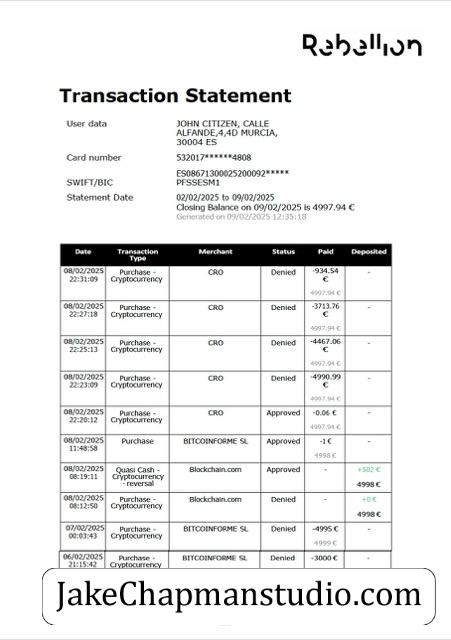 Rebellion
Transaction Statement
User data JOHN CITIZEN, CALLE
ALFANDE,4,4D MURCIA,
30004 ES
Card number 532017******4808
ES08671300025200092*****
SWIFT/BIC PFSSESM1
Statement Date 02/02/2025 to 09/02/2025
Closing Balance on 09/02/2025 is 4997.94 €
Generated on 09/02/2025 12:35:18
Date Transaction Type Merchant Status Paid Deposited
08/02/2025 22:31:09 Purchase - Cryptocurrency CRO Denied -934.54 € -
4997.94 €
08/02/2025 22:27:18 Purchase - Cryptocurrency CRO Denied -3713.76 € -
4997.94 €
08/02/2025 22:25:13 Purchase - Cryptocurrency CRO Denied -4467.06 € -
4997.94 €
08/02/2025 22:23:09 Purchase - Cryptocurrency CRO Denied -4990.99 € -
4997.94 €
08/02/2025 22:20:12 Purchase - Cryptocurrency CRO Approved -0.06 € -
4997.94 €
08/02/2025 11:48:58 Purchase BITCOINFORME SL Approved -1 € -
4998 €
08/02/2025 08:19:11 Quasi Cash - Cryptocurrency - reversal Blockchain.com Approved - +582 €
4998 €
08/02/2025 08:12:50 Purchase - Cryptocurrency Blockchain.com Denied - +0 €
4998 €
07/02/2025 00:03:43 Purchase - Cryptocurrency BITCOINFORME SL Denied -4995 € -
4999 €
06/02/2025 21:15:42 Purchase - Cryptocurrency BITCOINFORME SL Denied -3000 € -
JakeChapmanstudio.com